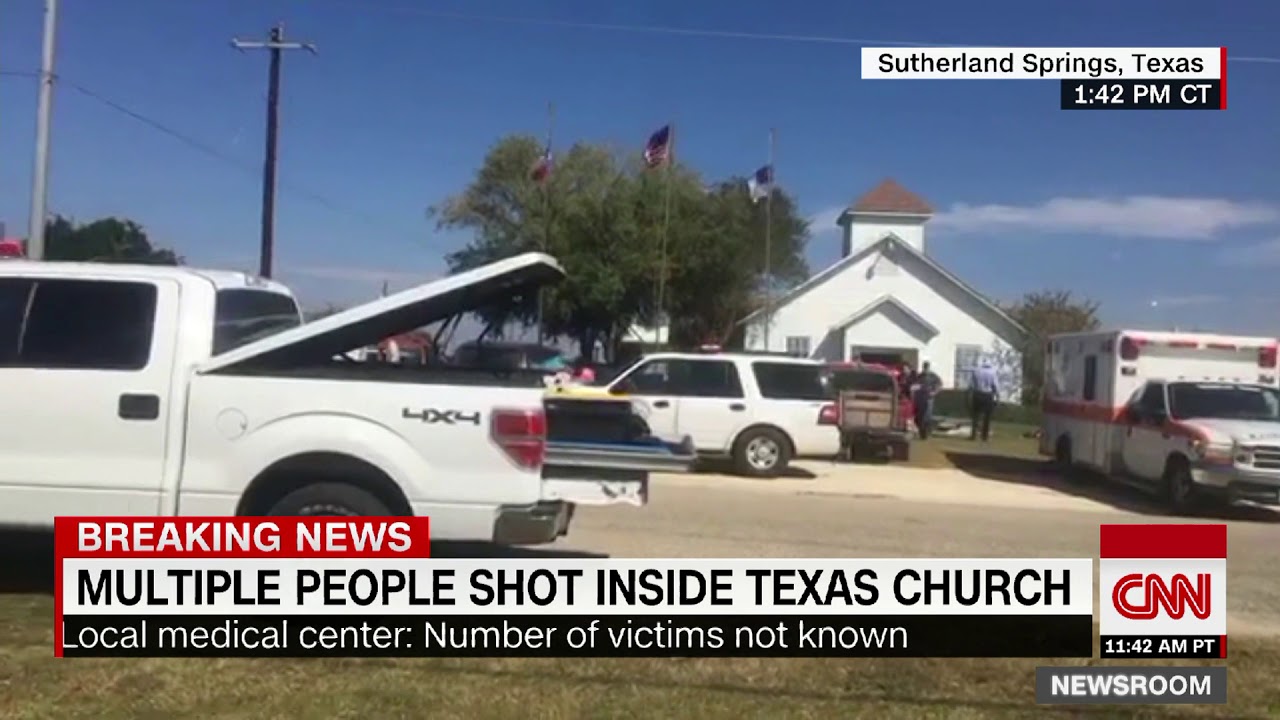 Sutherland Springs, Texas
1:42 PM CT
4X4
BREAKING NEWS
MULTIPLE PEOPLE SHOT INSIDE TEXAS CHURCH
Local medical center: Number of victims not known
CNN
11:42 AM PT
NEWSROOM